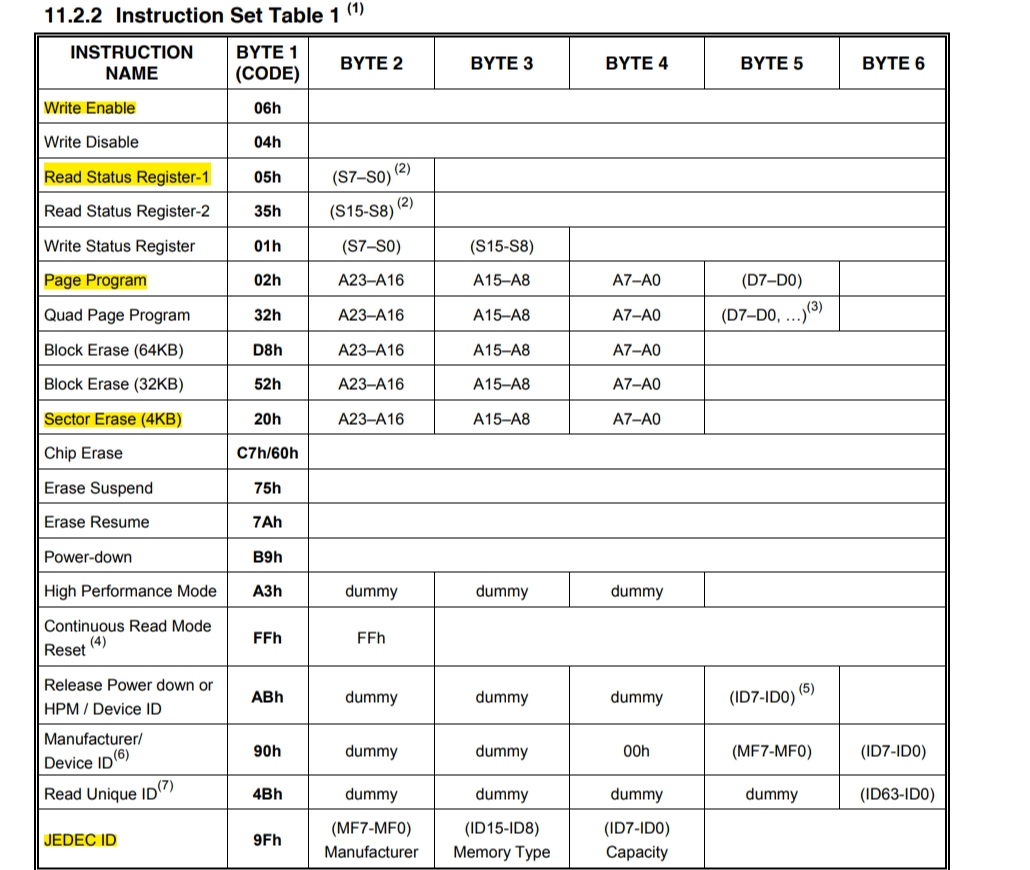 11.2.2 Instruction Set Table 1 (1)
INSTRUCTION NAME BYTE 1 (CODE) BYTE 2 BYTE 3 BYTE 4 BYTE 5 BYTE 6
Write Enable 06h
Write Disable 04h
Read Status Register-1 05h (S7–S0) (2)
Read Status Register-2 35h (S15-S8) (2)
Write Status Register 01h (S7–S0) (S15-S8)
Page Program 02h A23–A16 A15–A8 A7–A0 (D7–D0)
Quad Page Program 32h A23–A16 A15–A8 A7–A0 (D7–D0, …)(3)
Block Erase (64KB) D8h A23–A16 A15–A8 A7–A0
Block Erase (32KB) 52h A23–A16 A15–A8 A7–A0
Sector Erase (4KB) 20h A23–A16 A15–A8 A7–A0
Chip Erase C7h/60h
Erase Suspend 75h
Erase Resume 7Ah
Power-down B9h
High Performance Mode A3h dummy dummy dummy
Continuous Read Mode Reset (4) FFh FFh
Release Power down or HPM / Device ID ABh dummy dummy dummy (ID7-ID0) (5)
Manufacturer/ Device ID(6) 90h dummy dummy 00h (MF7-MF0) (ID7-ID0)
Read Unique ID(7) 4Bh dummy dummy dummy dummy (ID63-ID0)
JEDEC ID 9Fh (MF7-MF0) Manufacturer (ID15-ID8) Memory Type (ID7-ID0) Capacity